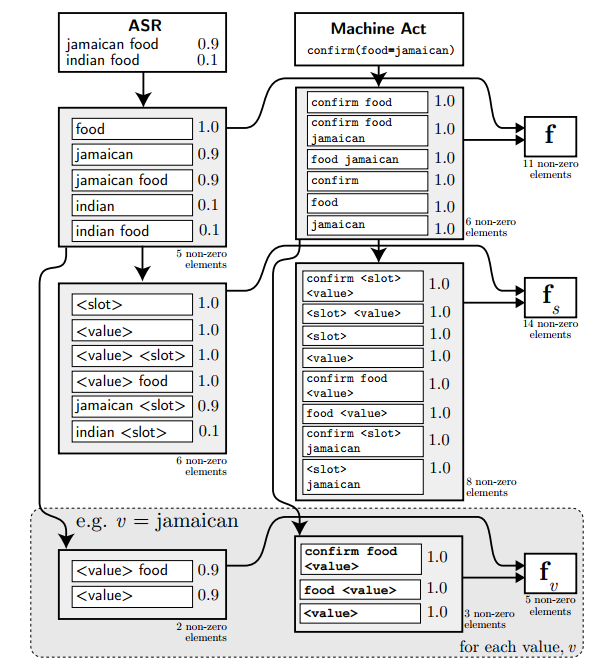 ASR
jamaican food 0.9
indian food 0.1
Machine Act
confirm(food=jamaican)
food 1.0
jamaican 0.9
jamaican food 0.9
indian 0.1
indian food 0.1
5 non-zero
elements
confirm food 1.0
confirm food
jamaican 1.0
food jamaican 1.0
confirm 1.0
food 1.0
jamaican 1.0
6 non-zero
elements
f
11 non-zero
elements
<slot> 1.0
<value> 1.0
<value> <slot> 1.0
<value> food 1.0
jamaican <slot> 0.9
indian <slot> 0.1
6 non-zero
elements
confirm <slot>
<value> 1.0
<slot> <value> 1.0
<slot> 1.0
<value> 1.0
confirm food
<value> 1.0
food <value> 1.0
confirm <slot>
jamaican 1.0
<slot>
jamaican 1.0
8 non-zero
elements
f s
14 non-zero
elements
e.g. v = jamaican
<value> food 0.9
<value> 0.9
2 non-zero
elements
confirm food
<value> 1.0
food <value> 1.0
<value> 1.0
3 non-zero
elements
f v
5 non-zero
elements
for each value, v